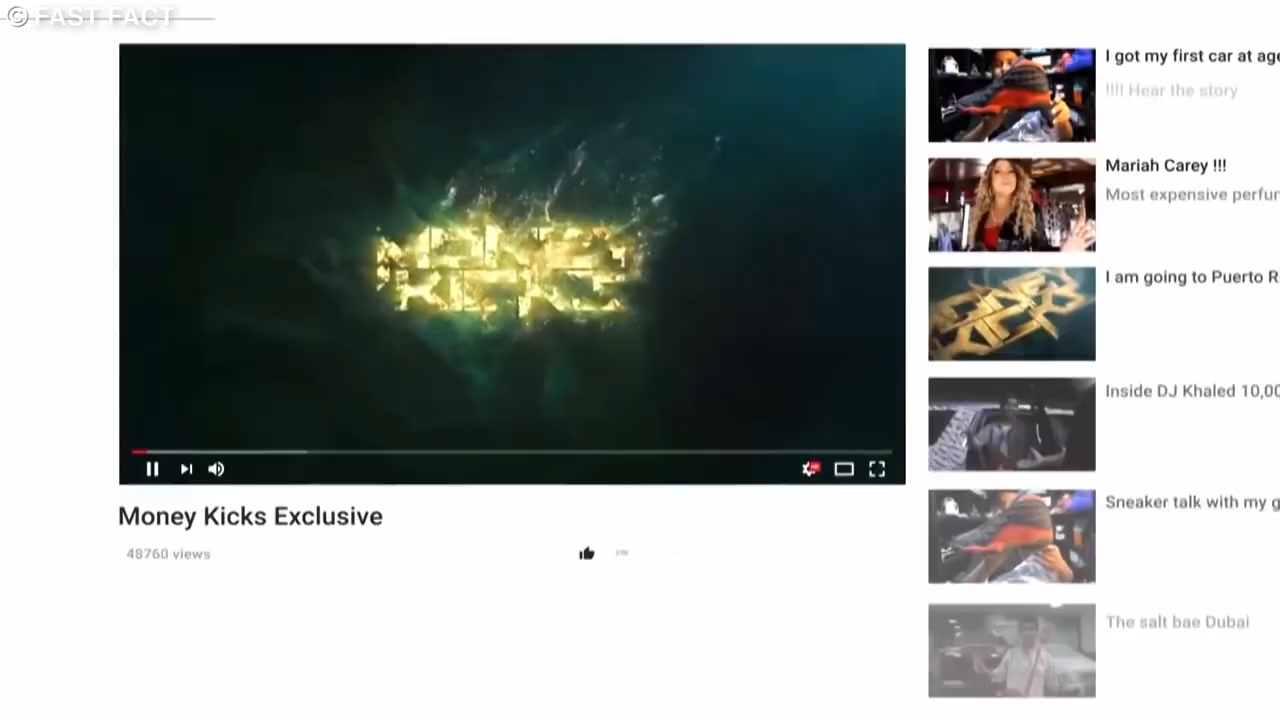 © FAST FACT
MONEY
KICKS
Money Kicks Exclusive
48760 views
I got my first car at age
!!!! Hear the story
Mariah Carey !!!
Most expensive perfu
I am going to Puerto R
Inside DJ Khaled 10,00
Sneaker talk with my g
The salt bae Dubai